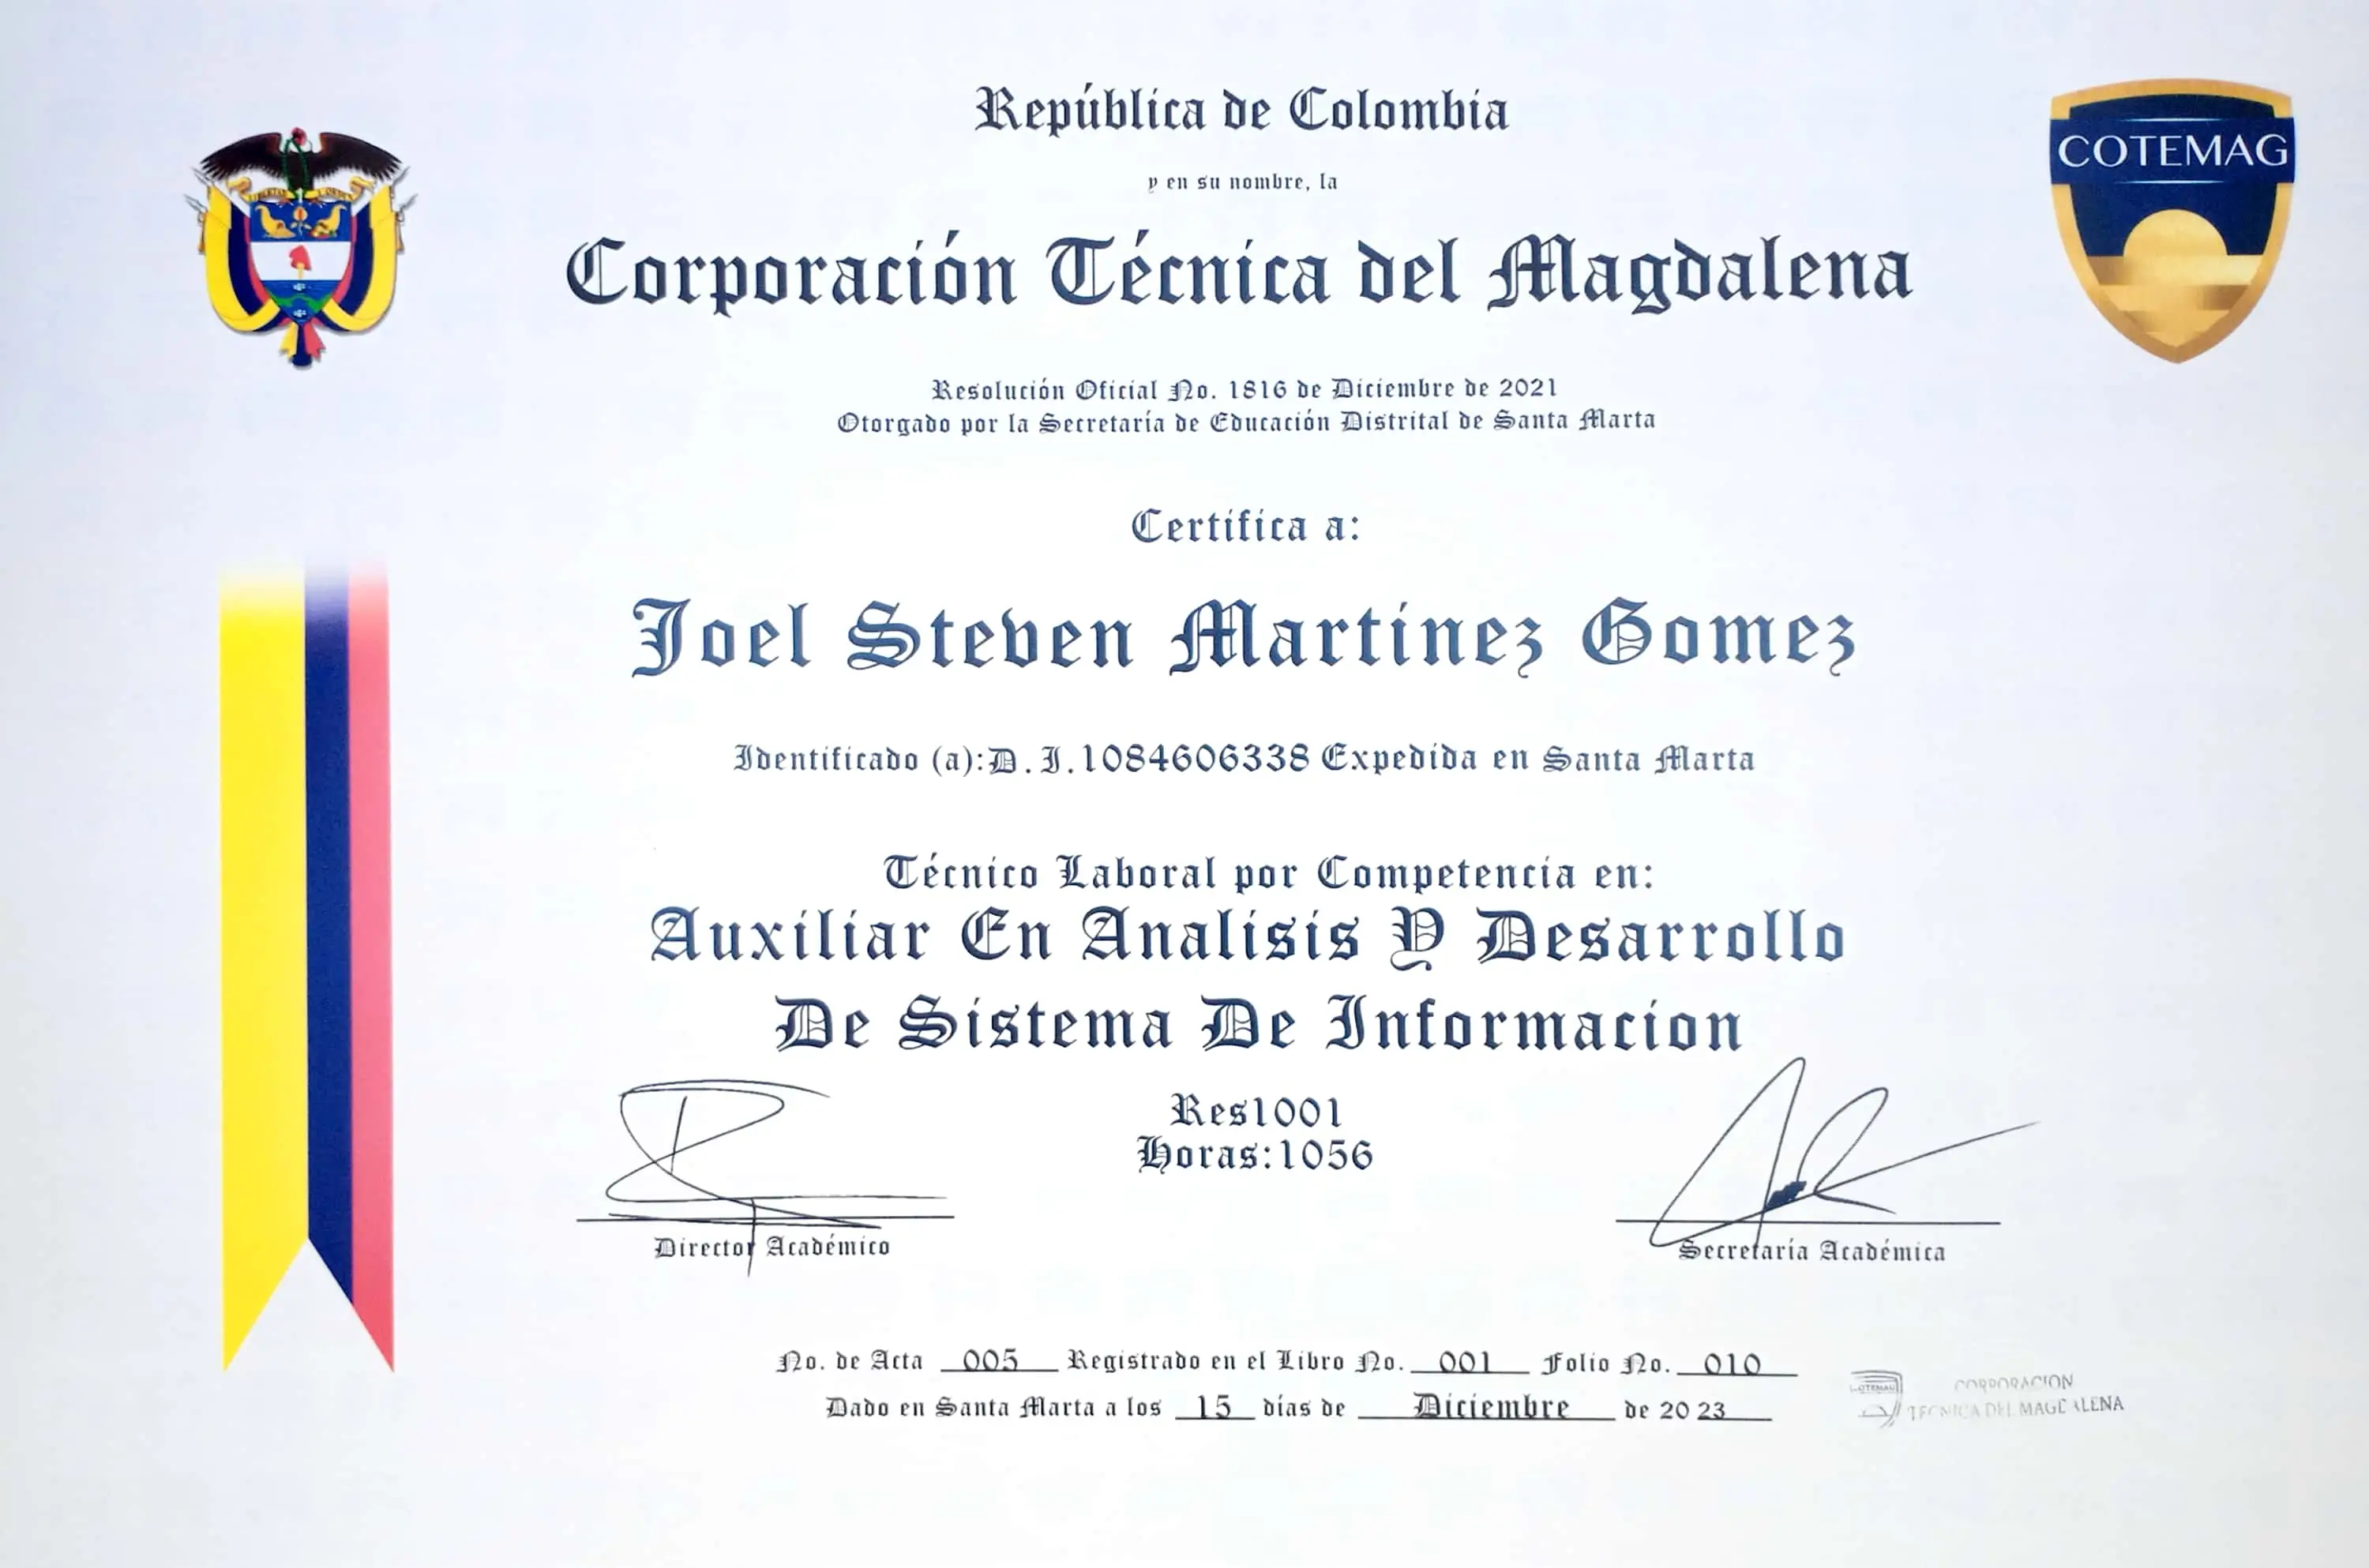 República de Colombia
COTEMAG
y en su nombre, la
Corporación Técnica del Magdalena
Resolución Oficial No. 1816 de Diciembre de 2021
Otorgado por la Secretaría de Educación Distrital de Santa Marta
Certifica a:
Joel Steven Martinez Gomez
Identificado (a):D.I.1084606338 Expedida en Santa Marta
Técnico Laboral por Competencia en:
Auxiliar En Analisis Y Desarrollo
De Sistema De Informacion
Res1001
Horas:1056
Director Académico
Secretaría Académica
No. de Acta 005 Registrado en el Libro No. 001 Folio No. 010
Dado en Santa Marta a los 15 días de Diciembre de 20 23
COTEMAG
CORPORACION
TECNICA DEL MAGDALENA